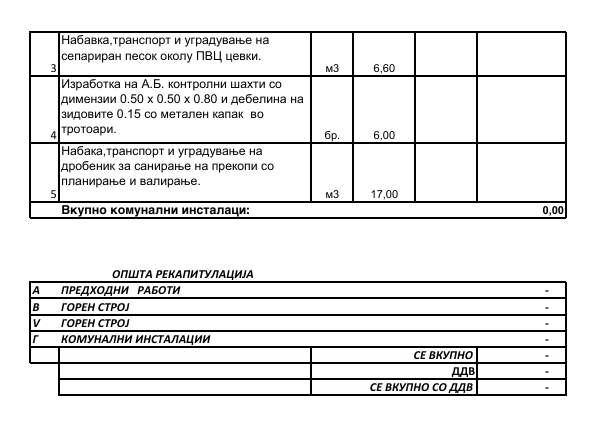 Набавка,транспорт и уградување на
сепариран песок околу ПВЦ цевки.
3 м3 6,60
Изработка на А.Б. контролни шахти со
димензии 0.50 х 0.50 х 0.80 и дебелина на
зидовите 0.15 со метален капак во
тротоари.
4 бр. 6,00
Набака,транспорт и уградување на
дробеник за санирање на прекопи со
планирање и валирање.
5 м3 17,00
Вкупно комунални инсталаци: 0,00
ОПШТА РЕКАПИТУЛАЦИЈА
А ПРЕДХОДНИ РАБОТИ -
В ГОРЕН СТРОЈ -
V ГОРЕН СТРОЈ -
Г КОМУНАЛНИ ИНСТАЛАЦИИ -
СЕ ВКУПНО -
ДДВ -
СЕ ВКУПНО СО ДДВ -